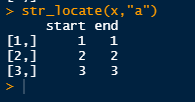 > str_locate(x,"a")
     start end
[1,]     1   1
[2,]     2   2
[3,]     3   3
>